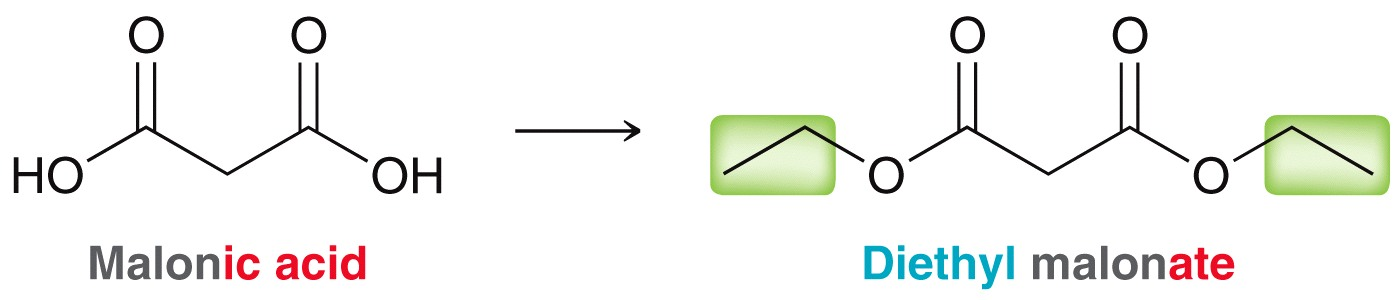 O O O O
HO OH O O
Malonic acid Diethyl malonate